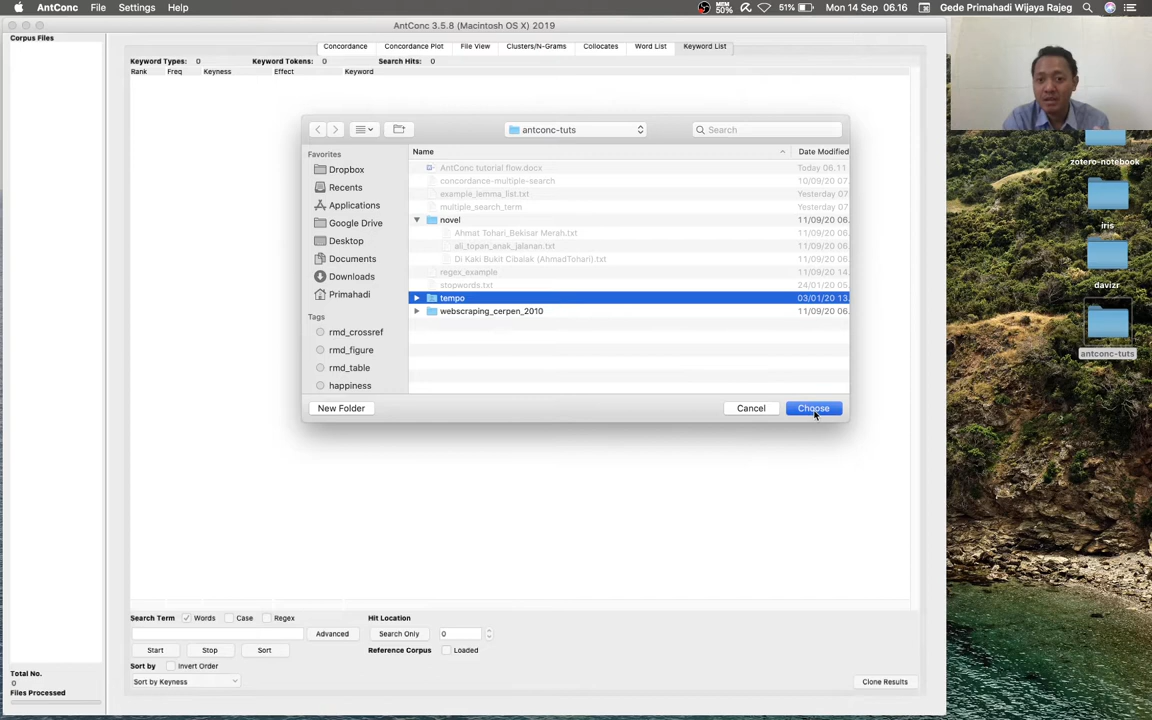 AntConc File Settings Help MEM 50% 51% Mon 14 Sep 06.16 Gede Primahadi Wijaya Rajeg
AntConc 3.5.8 (Macintosh OS X) 2019
Corpus Files
Concordance Concordance Plot File View Clusters/N-Grams Collocates Word List Keyword List
Keyword Types: 0 Keyword Tokens: 0 Search Hits: 0
Rank Freq Keyness Effect Keyword
antconc-tuts Search
Favorites
Dropbox
Recents
Applications
Google Drive
Desktop
Documents
Downloads
Primahadi
Tags
rmd_crossref
rmd_figure
rmd_table
happiness
Name Date Modified
AntConc tutorial flow.docx Today 06.11
concordance-multiple-search 10/09/20 06.
example_lemma_list.txt Yesterday 07
multiple_search_term Yesterday 07
novel 11/09/20 06.
Ahmat Tohari_Bekisar Merah.txt 11/09/20 06.
ali_topan_anak_jalanan.txt 11/09/20 06.
Di Kaki Bukit Cibalak (AhmadTohari).txt 11/09/20 06.
regex_example 11/09/20 14.
stopwords.txt 24/01/20 05.
tempo 03/01/20 13.
webscraping_cerpen_2010 11/09/20 06.
New Folder Cancel Choose
zotero-notebook
iris
davizr
antconc-tuts
Search Term Words Case Regex Hit Location
Advanced Search Only 0
Start Stop Sort Reference Corpus Loaded
Sort by Invert Order
Sort by Keyness Clone Results
Total No.
0
Files Processed